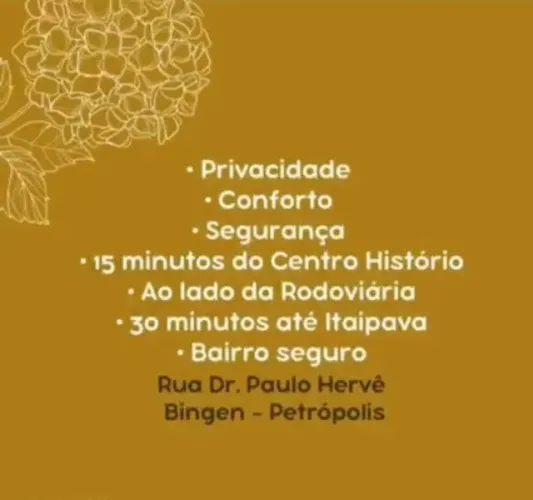 • Privacidade
• Conforto
• Segurança
• 15 minutos do Centro Histório
• Ao lado da Rodoviária
• 30 minutos até Itaipava
• Bairro seguro
Rua Dr. Paulo Hervê
Bingen - Petrópolis